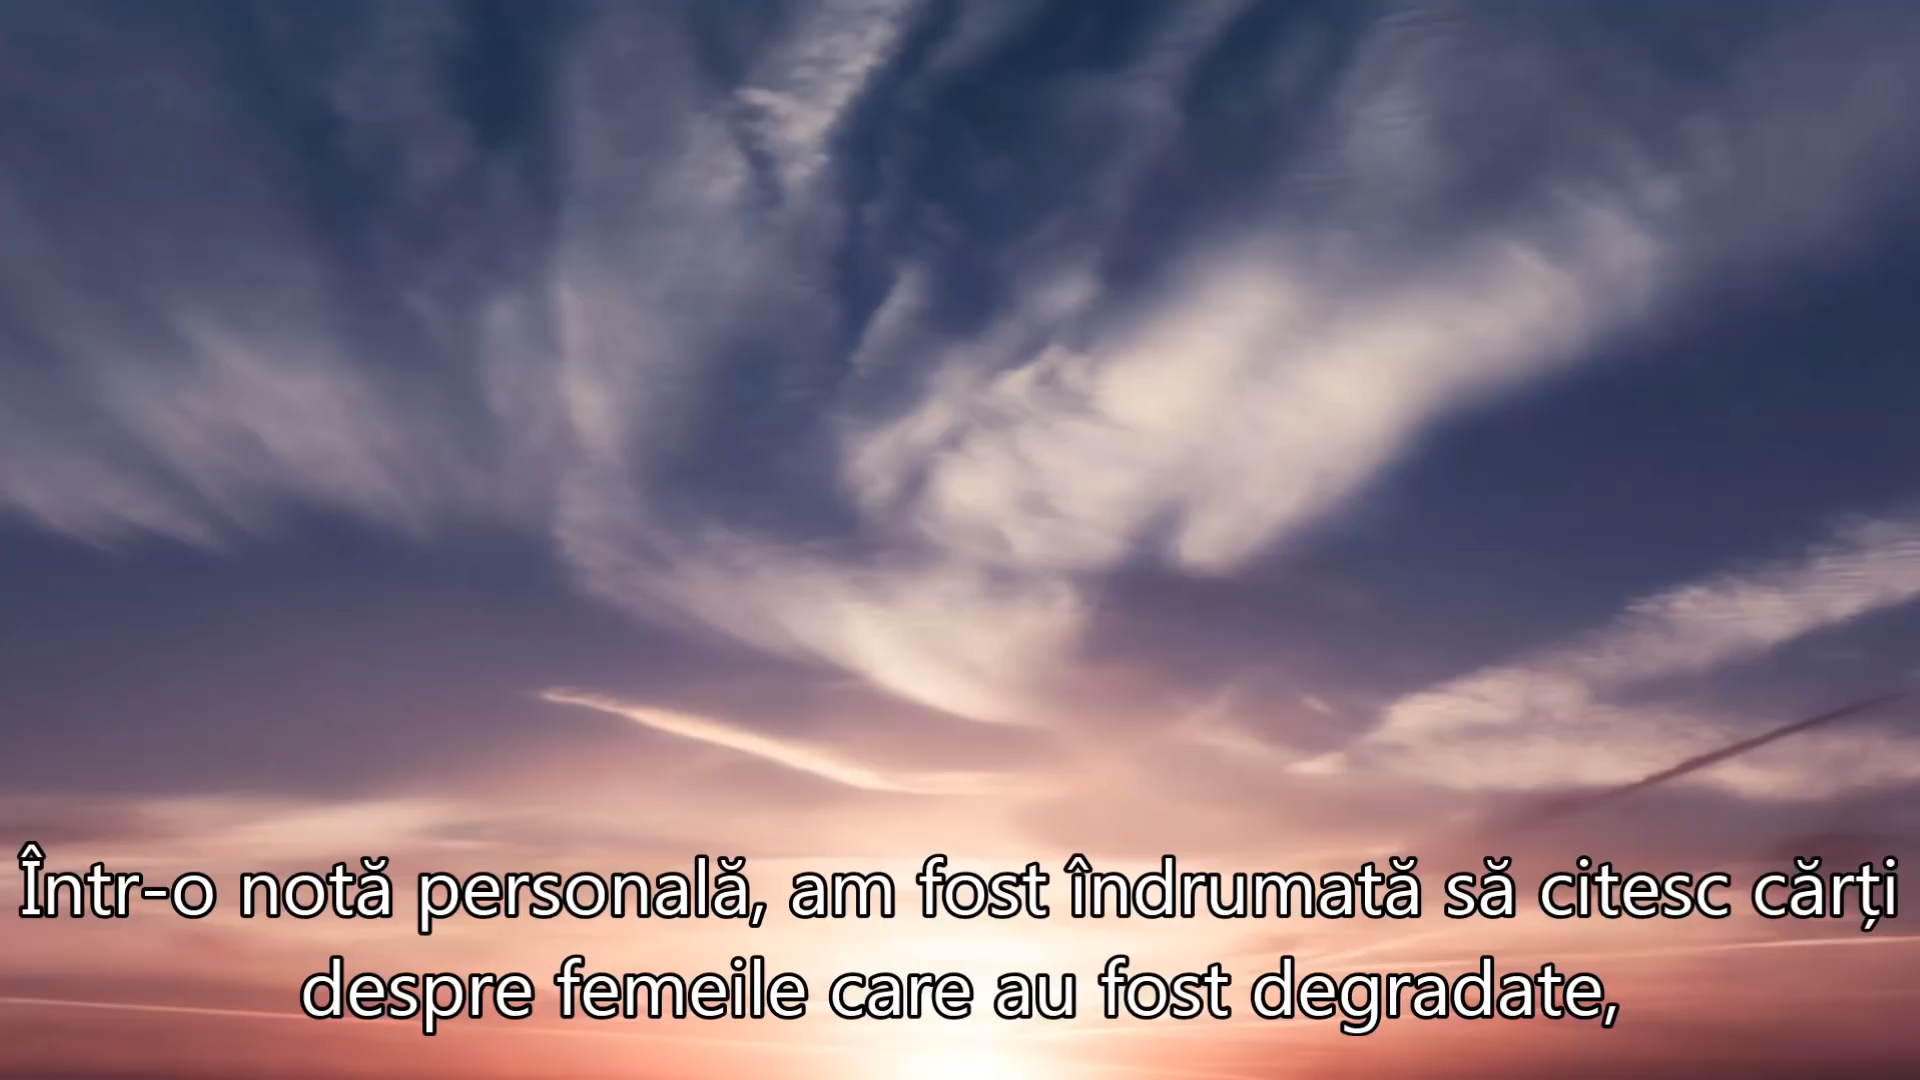 Într-o notă personală, am fost îndrumată să citesc cărți
despre femeile care au fost degradate,